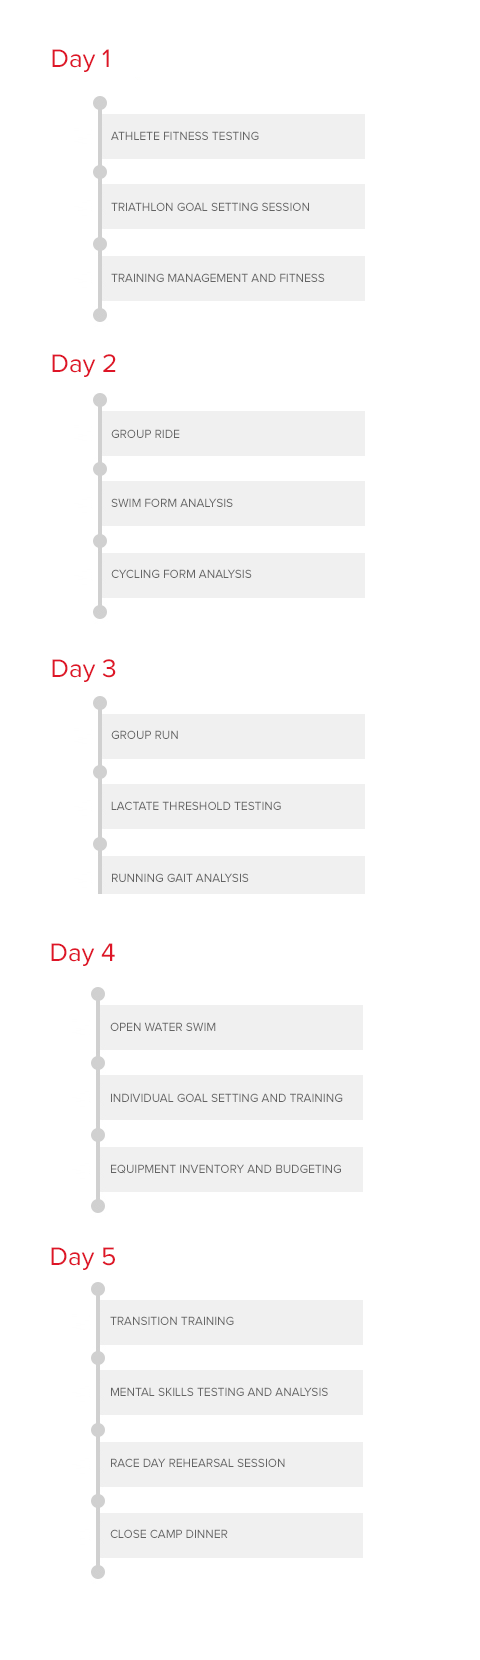 Day 1
ATHLETE FITNESS TESTING
TRIATHLON GOAL SETTING SESSION
TRAINING MANAGEMENT AND FITNESS
Day 2
GROUP RIDE
SWIM FORM ANALYSIS
CYCLING FORM ANALYSIS
Day 3
GROUP RUN
LACTATE THRESHOLD TESTING
RUNNING GAIT ANALYSIS
Day 4
OPEN WATER SWIM
INDIVIDUAL GOAL SETTING AND TRAINING
EQUIPMENT INVENTORY AND BUDGETING
Day 5
TRANSITION TRAINING
MENTAL SKILLS TESTING AND ANALYSIS
RACE DAY REHEARSAL SESSION
CLOSE CAMP DINNER